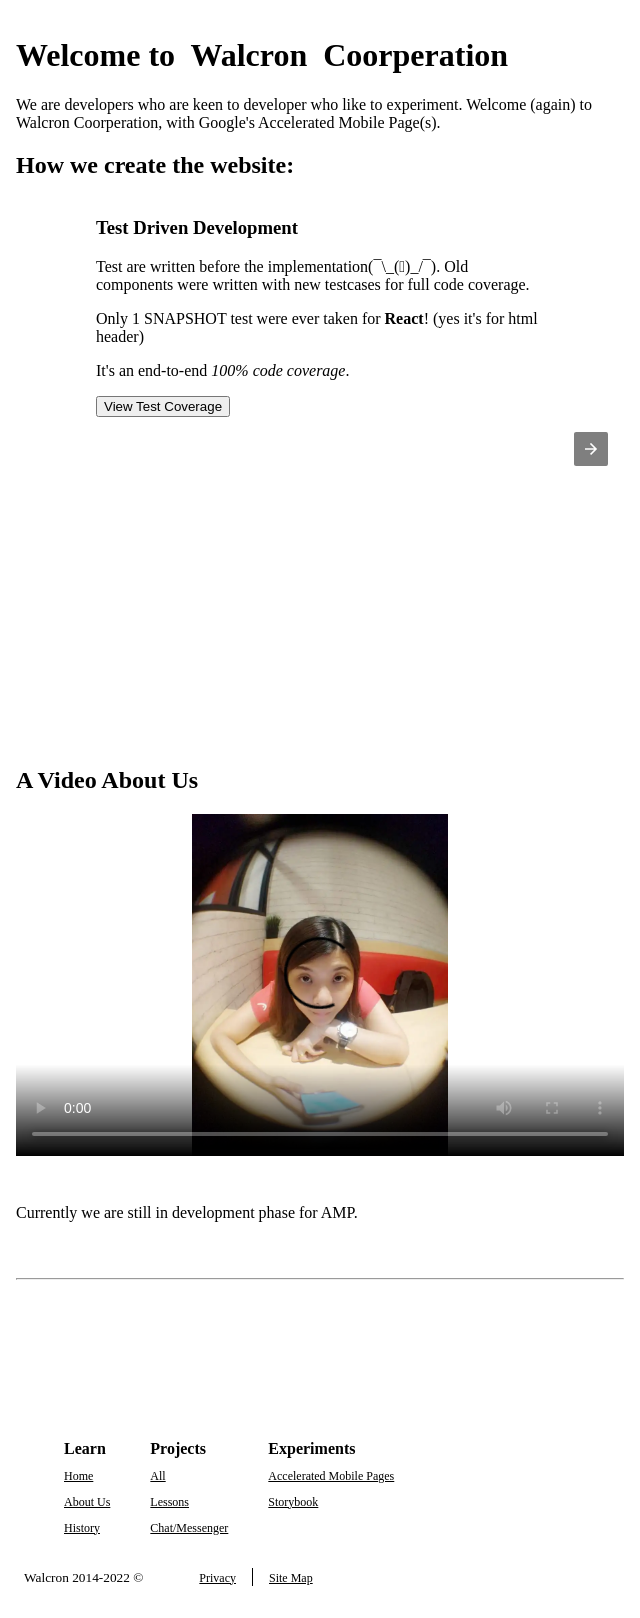 Welcome to Walcron Coorperation
We are developers who are keen to developer who like to experiment. Welcome (again) to
Walcron Coorperation, with Google's Accelerated Mobile Page(s).
How we create the website:
Test Driven Development
Test are written before the implementation(¯\_(▯)_/¯). Old
components were written with new testcases for full code coverage.
Only 1 SNAPSHOT test were ever taken for React! (yes it's for html
header)
It's an end-to-end 100% code coverage.
View Test Coverage
A Video About Us
0:00
Currently we are still in development phase for AMP.
Learn Projects Experiments
Home All Accelerated Mobile Pages
About Us Lessons Storybook
History Chat/Messenger
Walcron 2014-2022 © Privacy Site Map